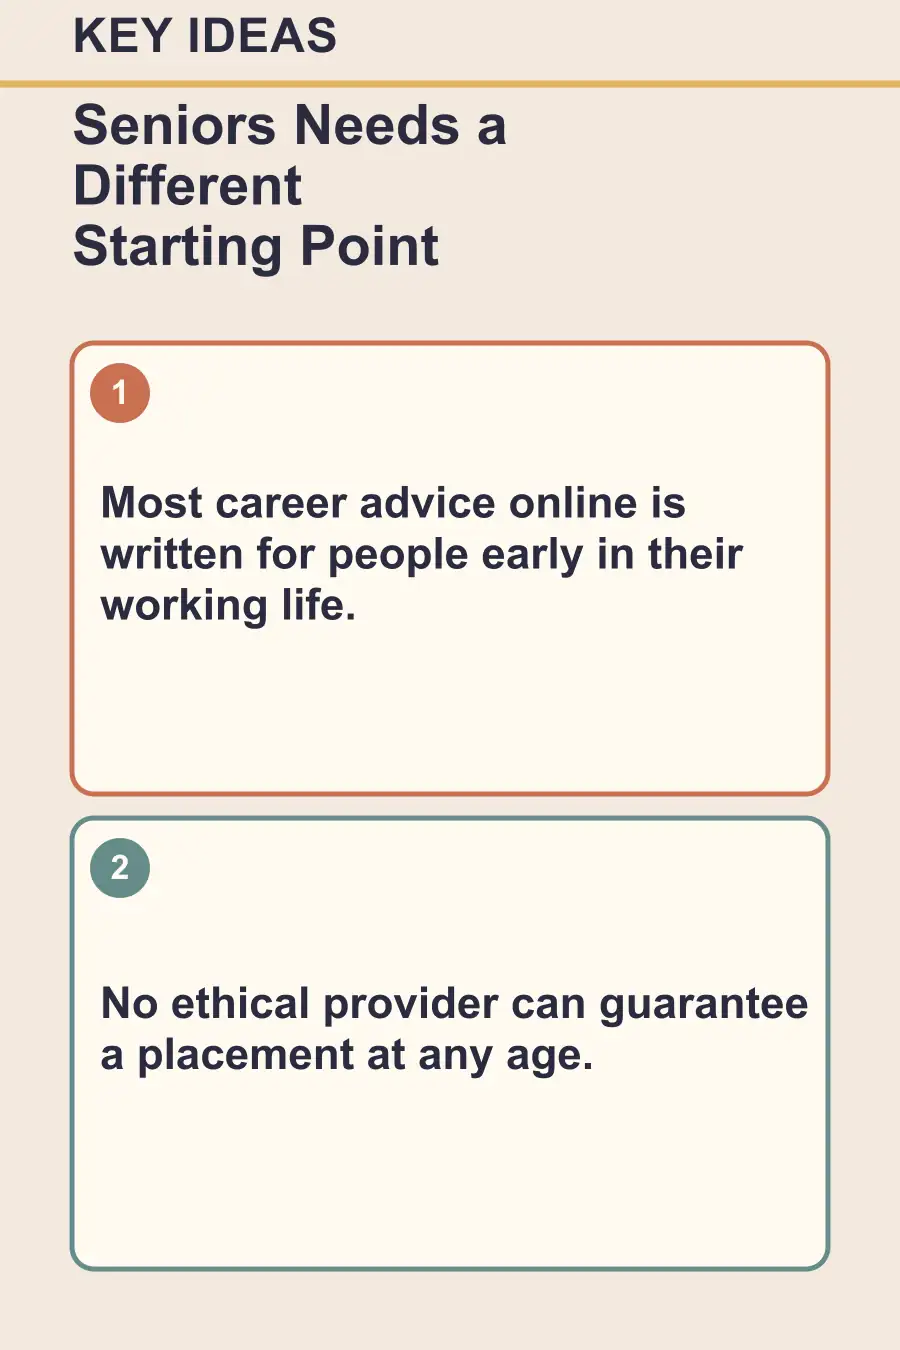 KEY IDEAS
Seniors Needs a
Different
Starting Point
1
Most career advice online is
written for people early in their
working life.
2
No ethical provider can guarantee
a placement at any age.